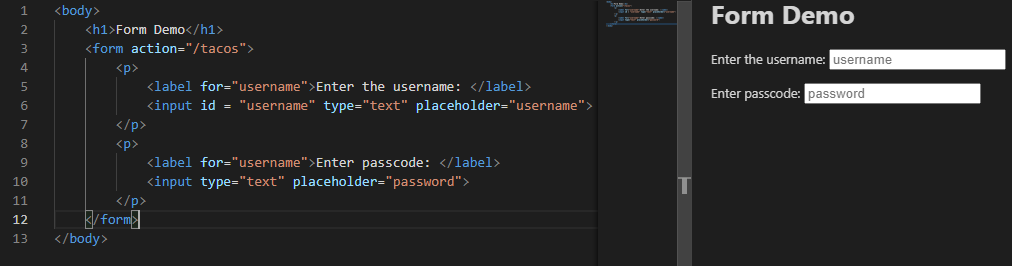 1 <body>
2 <h1>Form Demo</h1>
3 <form action="/tacos">
4 <p>
5 <label for="username">Enter the username: </label>
6 <input id = "username" type="text" placeholder="username">
7 </p>
8 <p>
9 <label for="username">Enter passcode: </label>
10 <input type="text" placeholder="password">
11 </p>
12 </form>
13 </body>
Form Demo
Enter the username: username
Enter passcode: password